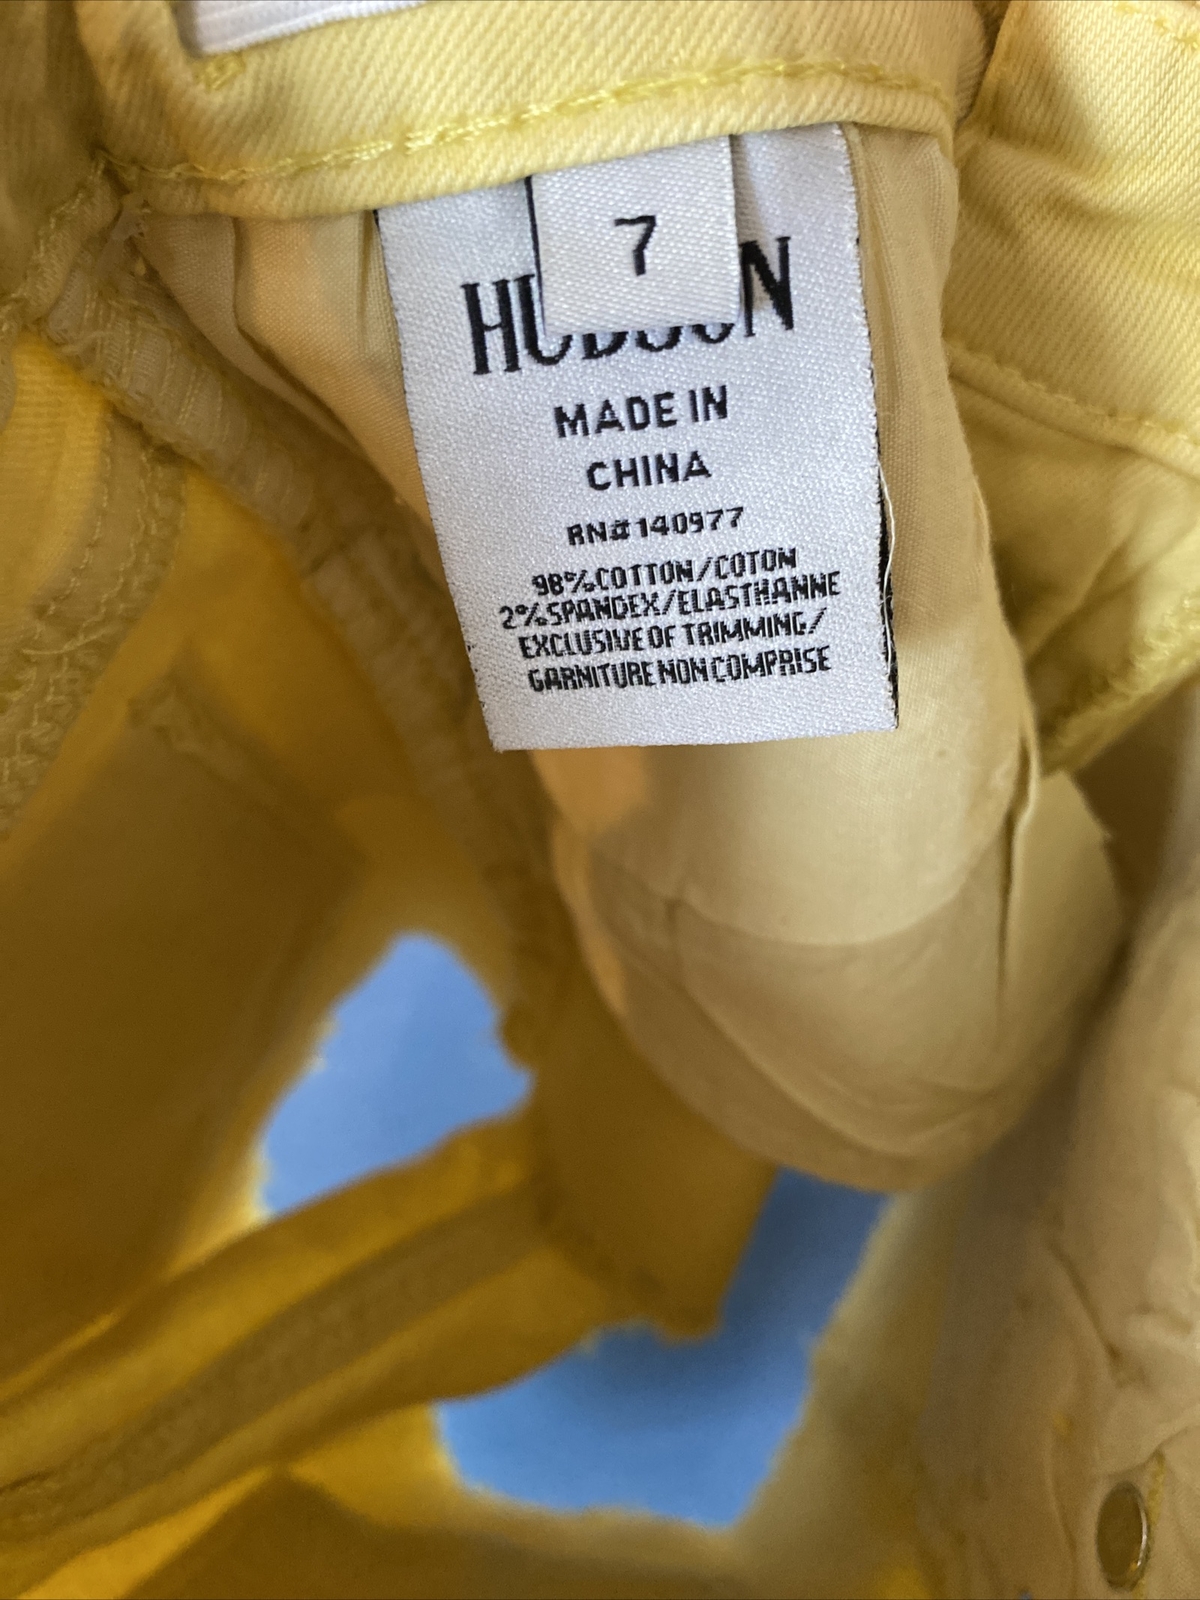 7
HUDSON
MADE IN
CHINA
RN#140977
98%COTTON/COTON
2%SPANDEX/ELASTHANNE
EXCLUSIVE OF TRIMMING/
GARNITURE NON COMPRISE